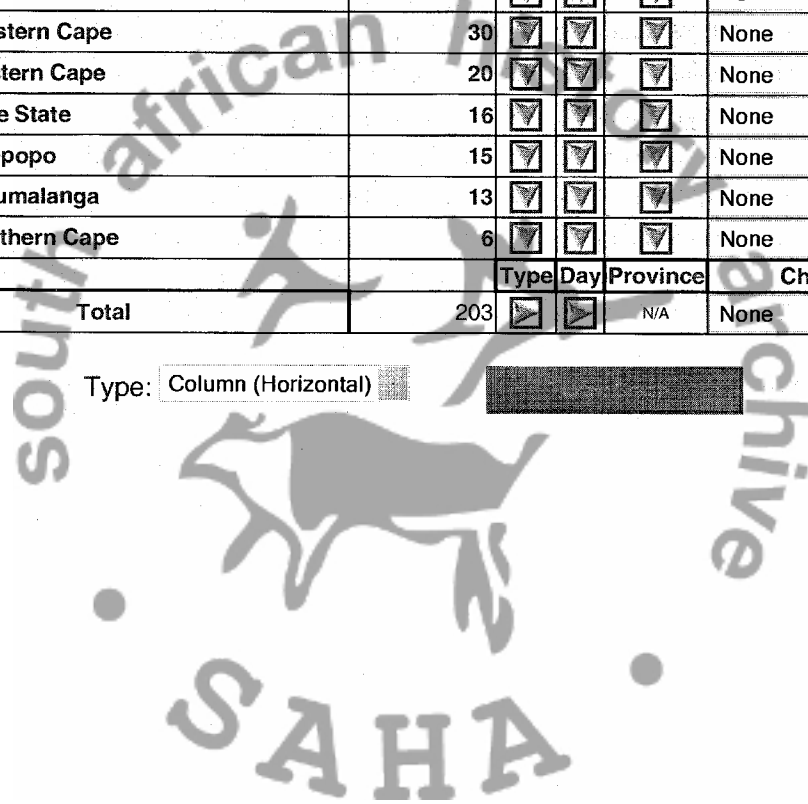 stern Cape 30 None
tern Cape 20 None
e State 16 None
popo 15 None
umalanga 13 None
thern Cape 6 None
Type Day Province Ch
Total 203 N/A None
Type: Column (Horizontal)
south african history archive
SAHA